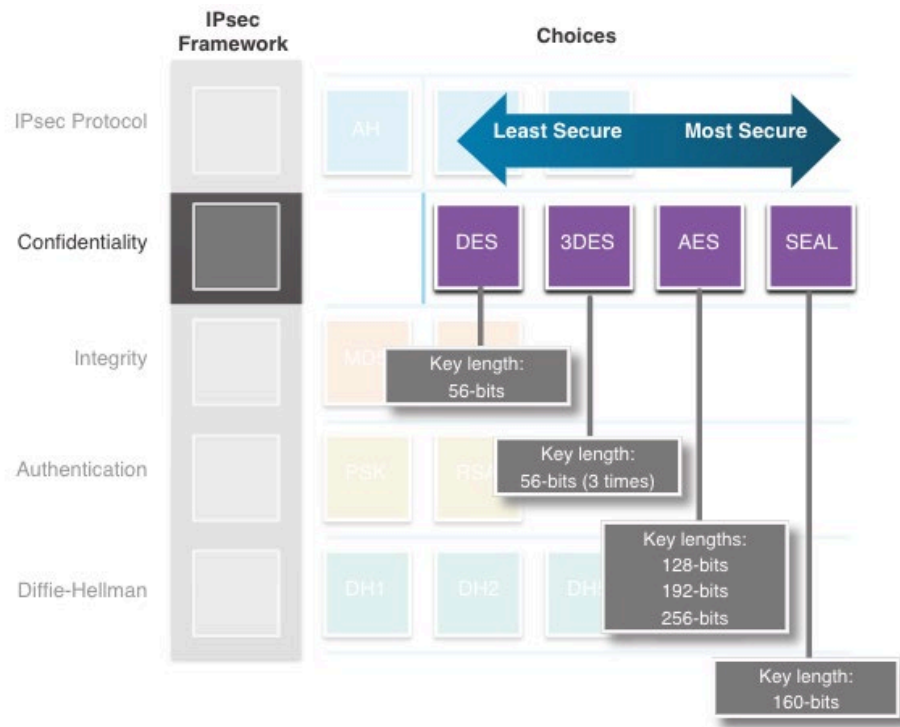 IPsec
Framework
Choices
IPsec Protocol
AH
Least Secure
Most Secure
Confidentiality
DES
3DES
AES
SEAL
Integrity
Key length:
56-bits
Authentication
PSK
Key length:
56-bits (3 times)
Diffie-Hellman
DH1
DH2
Key lengths:
128-bits
192-bits
256-bits
Key length:
160-bits